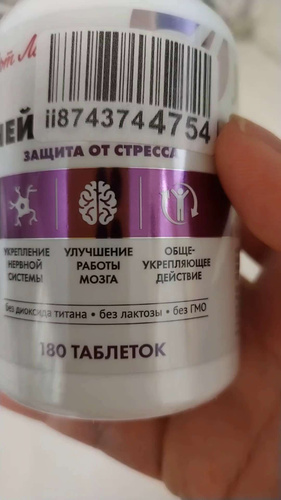 ii8743744754
ЗАЩИТА ОТ СТРЕССА
УКРЕПЛЕНИЕ
НЕРВНОЙ
СИСТЕМЫ
УЛУЧШЕНИЕ
РАБОТЫ
МОЗГА
ОБЩЕ-
УКРЕПЛЯЮЩЕЕ
ДЕЙСТВИЕ
без диоксида титана • без лактозы • без ГМО
180 ТАБЛЕТОК